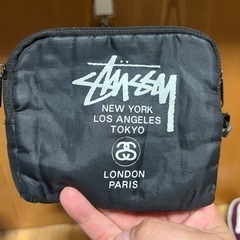 STÜSSY
NEW YORK
LOS ANGELES
TOKYO
LONDON
PARIS